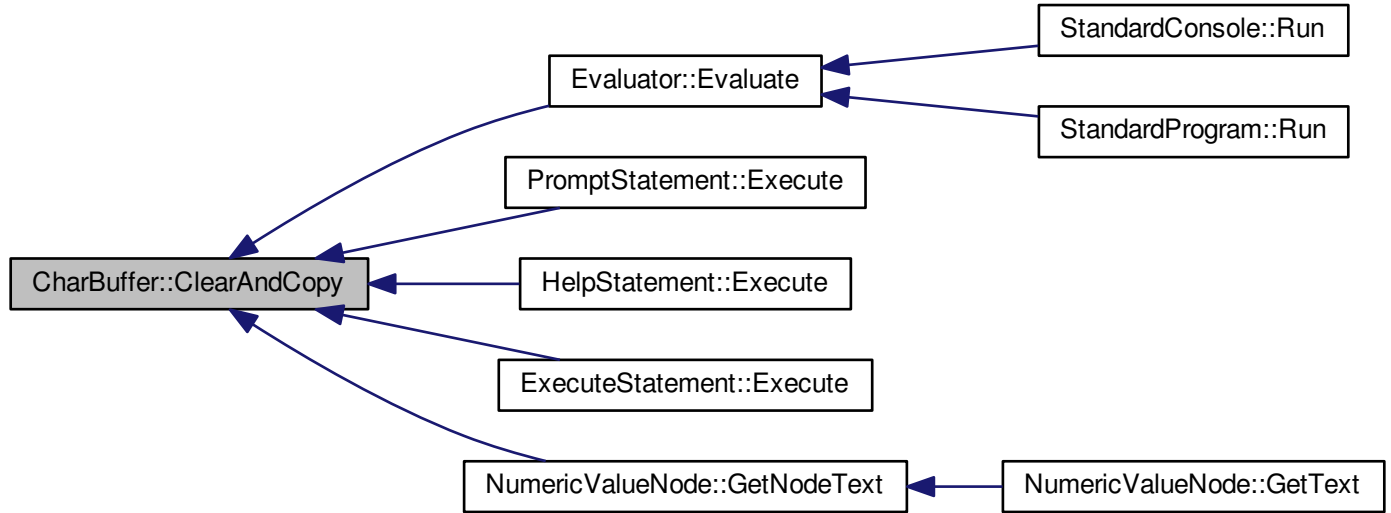 StandardConsole::Run
Evaluator::Evaluate
StandardProgram::Run
PromptStatement::Execute
CharBuffer::ClearAndCopy
HelpStatement::Execute
ExecuteStatement::Execute
NumericValueNode::GetNodeText
NumericValueNode::GetText